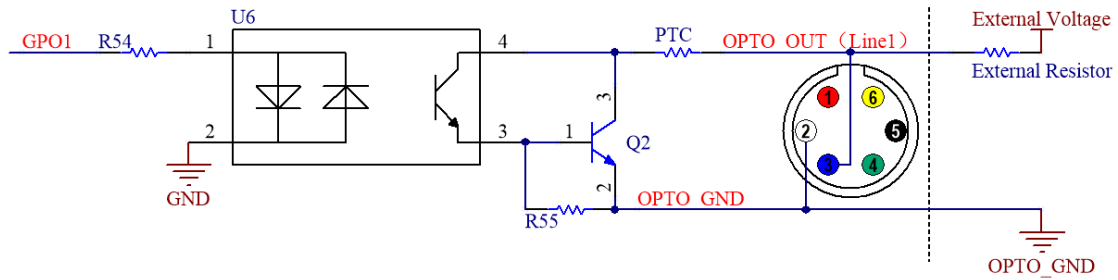 U6
External Voltage
GPO1
R54
1
4
PTC
OPTO_OUT（Line1）
External Resistor
3
1
6
2
3
1
Q2
2
5
3
4
GND
2
R55
OPTO_GND
OPTO_GND